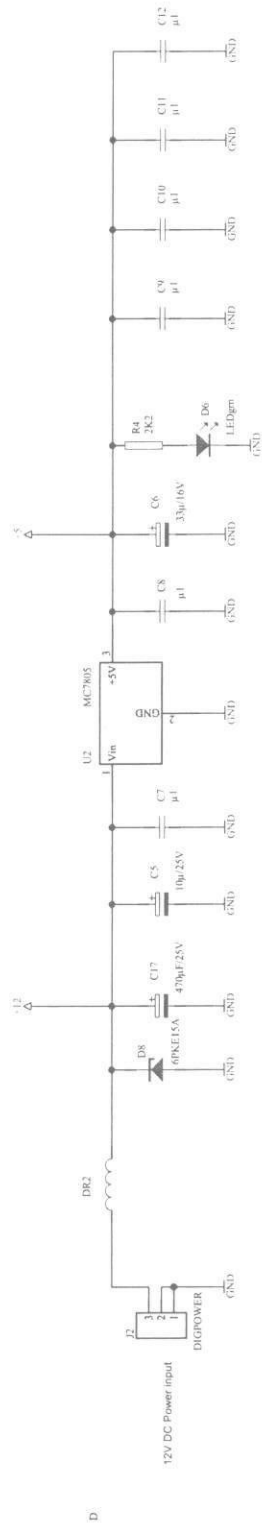 D
12V DC Power input
J2
3
2
1
DIGPOWER
GND
DR2
D8
6PKE15A
GND
+12
C17
+
470µF/25V
GND
C5
+
10µ/25V
GND
C7
µ1
GND
U2
MC7805
1
Vin
+5V
3
GND
2
GND
C8
µ1
GND
+5
C6
+
33µ/16V
GND
R4
2K2
D6
LEDgrn
GND
C9
µ1
GND
C10
µ1
GND
C11
µ1
GND
C12
µ1
GND